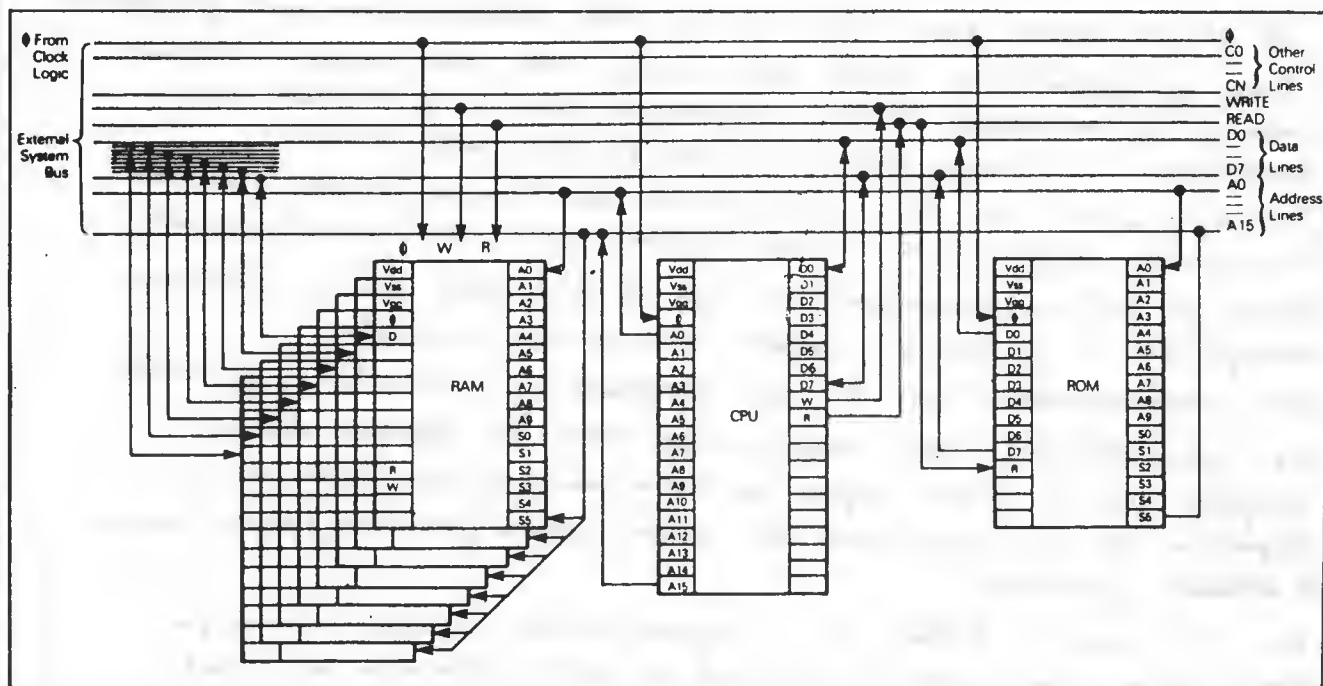 ϕ From
Clock
Logic
External
System
Bus
ϕ
C0
CN
Other
Control
Lines
WRITE
READ
D0
D7
Data
Lines
A0
A15
Address
Lines
ϕ W R
Vdd
Vss
Vgg
ϕ
D
R
W
RAM
A0
A1
A2
A3
A4
A5
A6
A7
A8
A9
S0
S1
S2
S3
S4
S5
Vdd
Vss
Vgg
ϕ
A0
A1
A2
A3
A4
A5
A6
A7
A8
A9
A10
A11
A12
A13
A14
A15
CPU
D0
D1
D2
D3
D4
D5
D6
D7
W
R
Vdd
Vss
Vgg
ϕ
D0
D1
D2
D3
D4
D5
D6
D7
R
ROM
A0
A1
A2
A3
A4
A5
A6
A7
A8
A9
S0
S1
S2
S3
S4